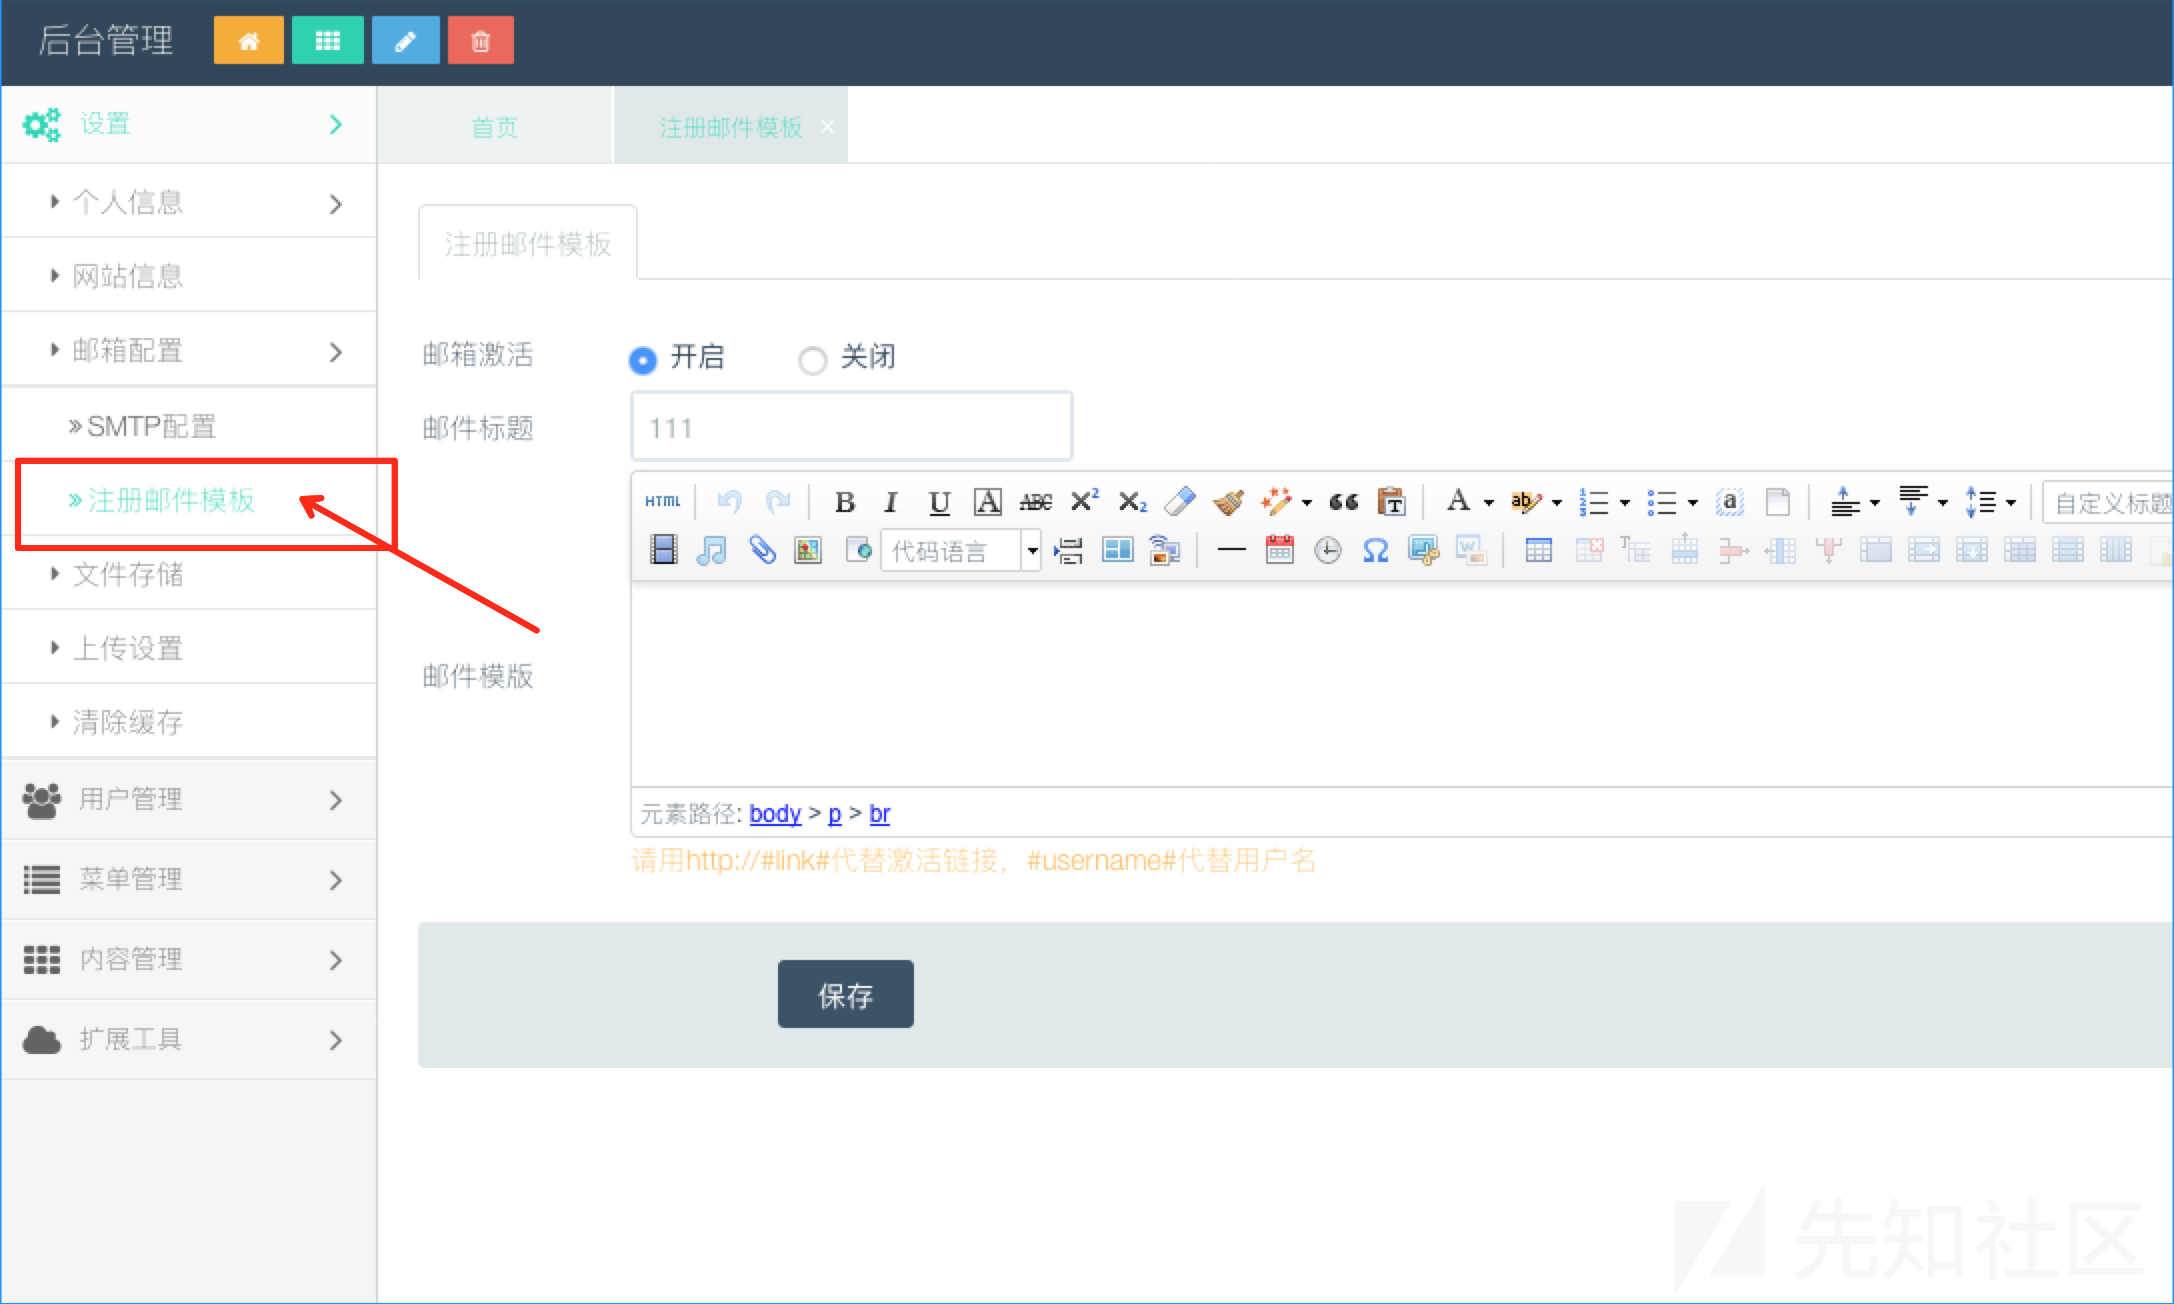 后台管理
设置
首页
注册邮件模板 ×
个人信息
网站信息
邮箱配置
SMTP配置
注册邮件模板
文件存储
上传设置
清除缓存
用户管理
菜单管理
内容管理
扩展工具
注册邮件模板
邮箱激活 开启 关闭
邮件标题 111
HTML B I U A ABC X² X₂ A ab a 自定义标题
代码语言
邮件模版
元素路径: body > p > br
请用http://#link#代替激活链接，#username#代替用户名
保存
先知社区